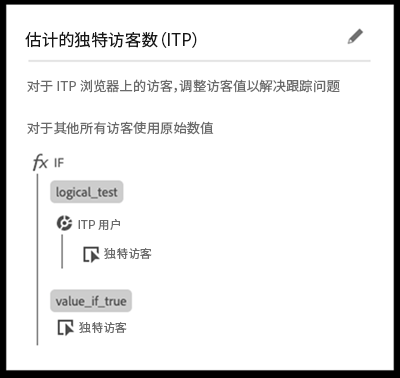 估计的独特访客数 (ITP)
对于 ITP 浏览器上的访客，调整访客值以解决跟踪问题
对于其他所有访客使用原始数值
fx IF
logical_test
ITP 用户
独特访客
value_if_true
独特访客